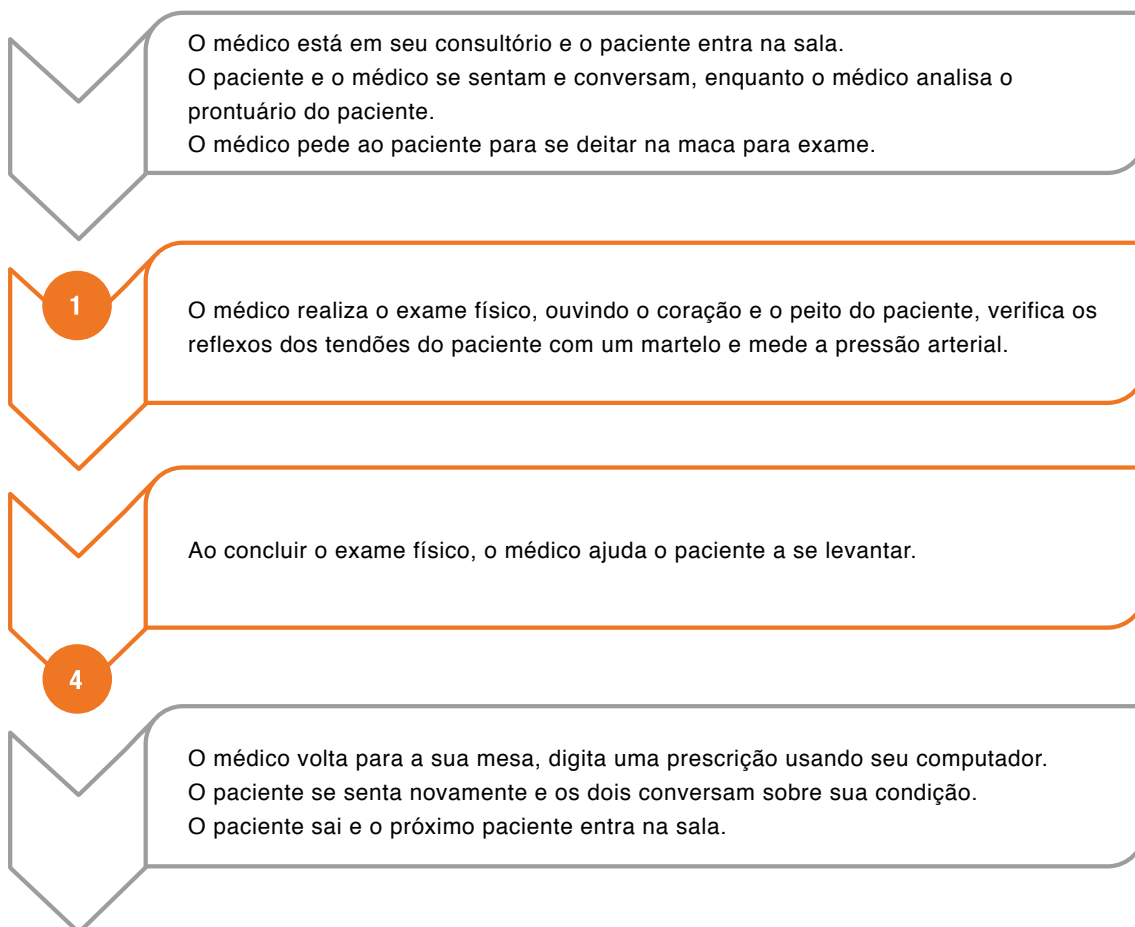 O médico está em seu consultório e o paciente entra na sala.
O paciente e o médico se sentam e conversam, enquanto o médico analisa o
prontuário do paciente.
O médico pede ao paciente para se deitar na maca para exame.
1
O médico realiza o exame físico, ouvindo o coração e o peito do paciente, verifica os
reflexos dos tendões do paciente com um martelo e mede a pressão arterial.
Ao concluir o exame físico, o médico ajuda o paciente a se levantar.
4
O médico volta para a sua mesa, digita uma prescrição usando seu computador.
O paciente se senta novamente e os dois conversam sobre sua condição.
O paciente sai e o próximo paciente entra na sala.